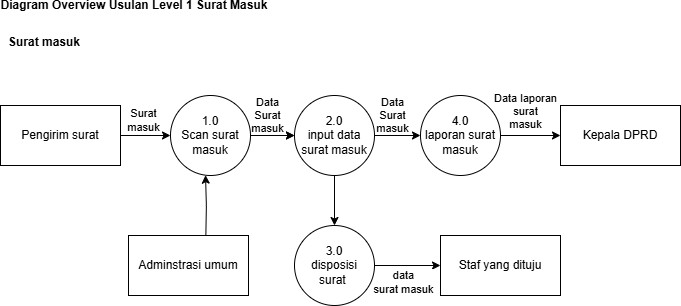 Diagram Overview Usulan Level 1 Surat Masuk
Surat masuk
Pengirim surat
Surat
masuk
1.0
Scan surat
masuk
Data
Surat
masuk
2.0
input data
surat masuk
Data
Surat
masuk
4.0
laporan surat
masuk
Data laporan
surat
masuk
Kepala DPRD
Adminstrasi umum
3.0
disposisi
surat
data
surat masuk
Staf yang dituju